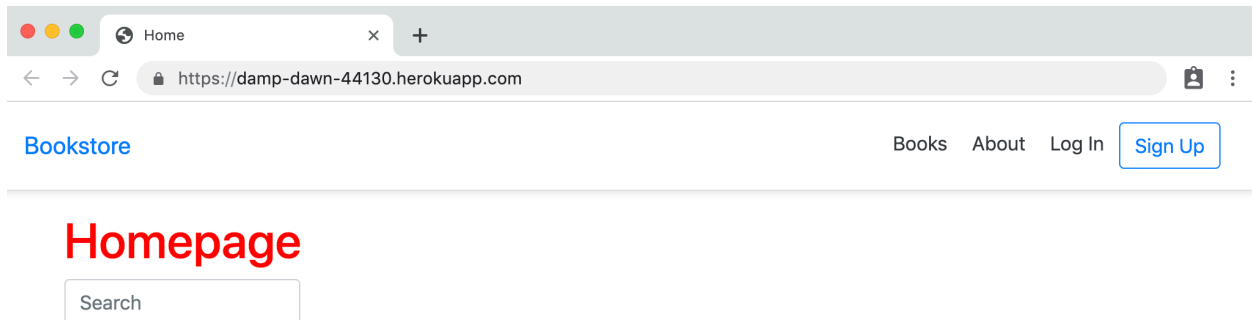 Home
https://damp-dawn-44130.herokuapp.com
Bookstore Books About Log In Sign Up
Homepage
Search